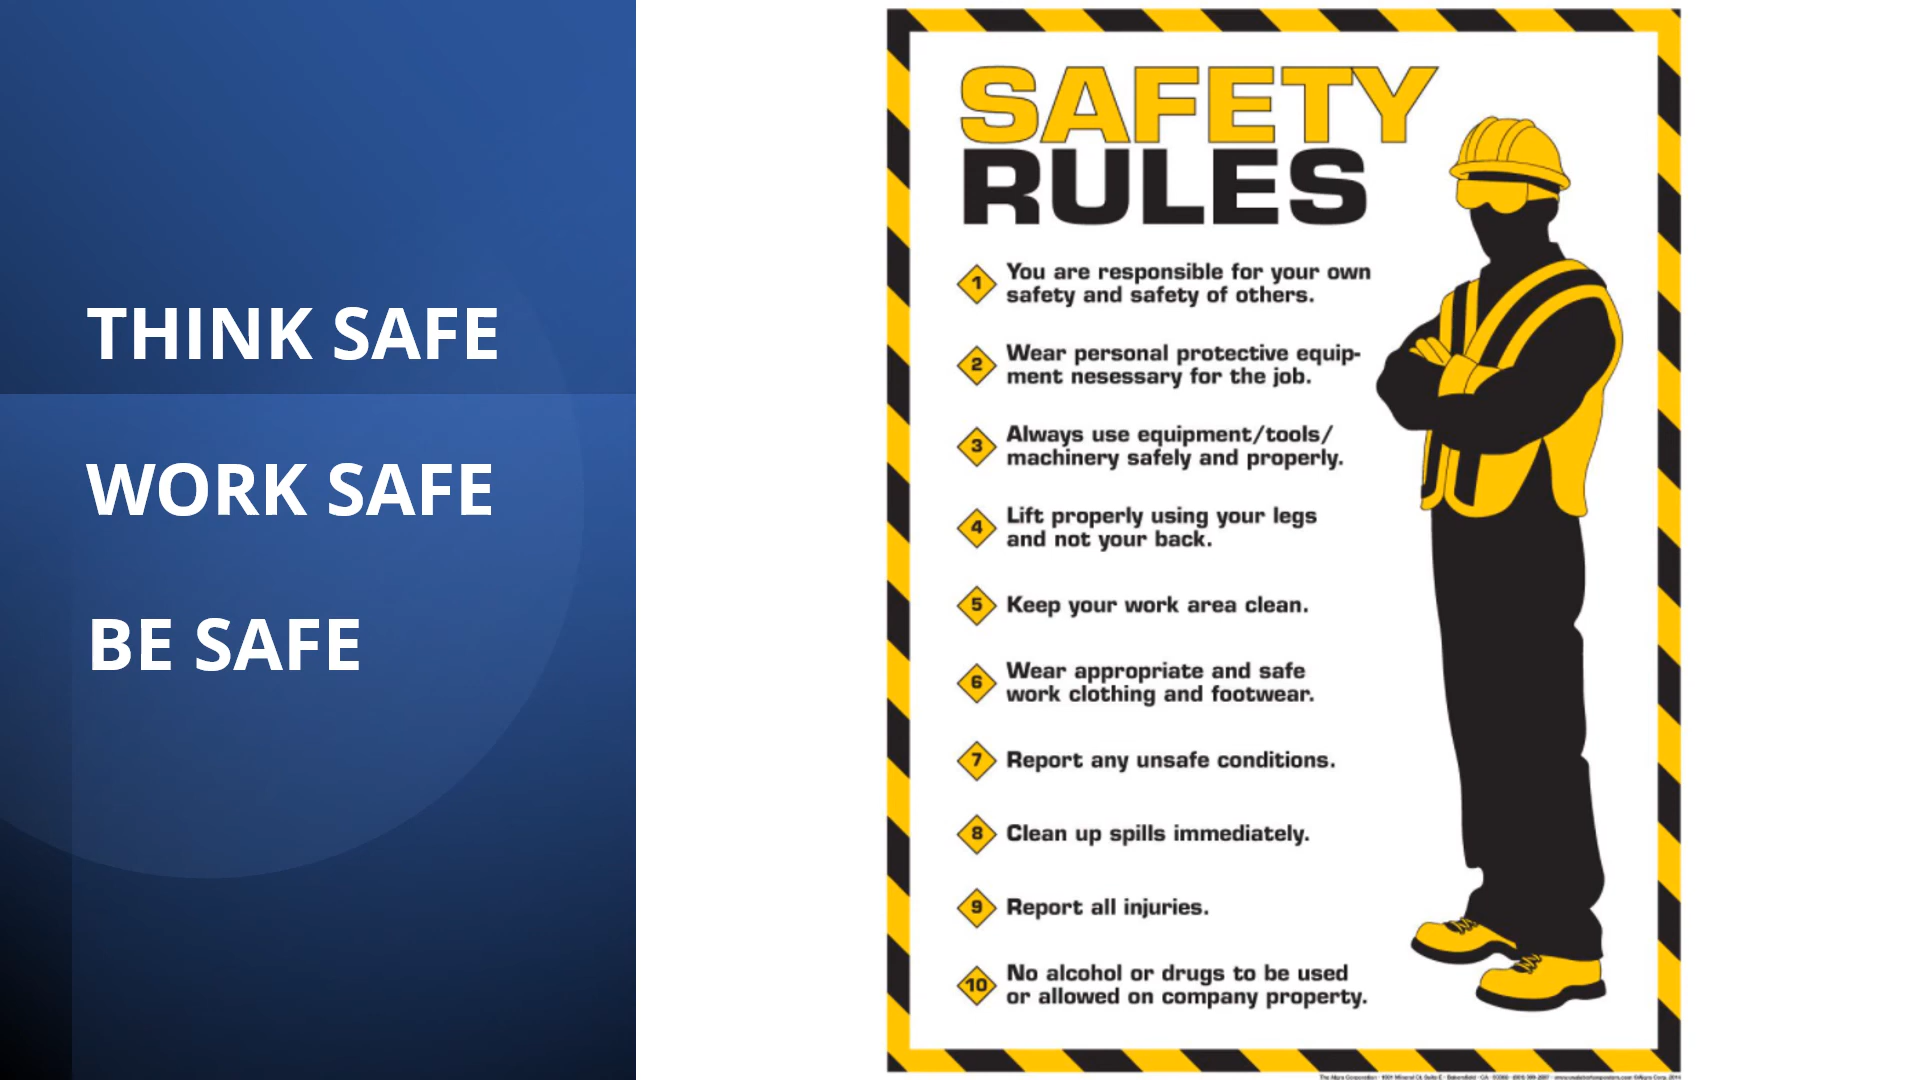 THINK SAFE
WORK SAFE
BE SAFE
SAFETY
RULES
1 You are responsible for your own
safety and safety of others.
2 Wear personal protective equip-
ment nesessary for the job.
3 Always use equipment/tools/
machinery safely and properly.
4 Lift properly using your legs
and not your back.
5 Keep your work area clean.
6 Wear appropriate and safe
work clothing and footwear.
7 Report any unsafe conditions.
8 Clean up spills immediately.
9 Report all injuries.
10 No alcohol or drugs to be used
or allowed on company property.